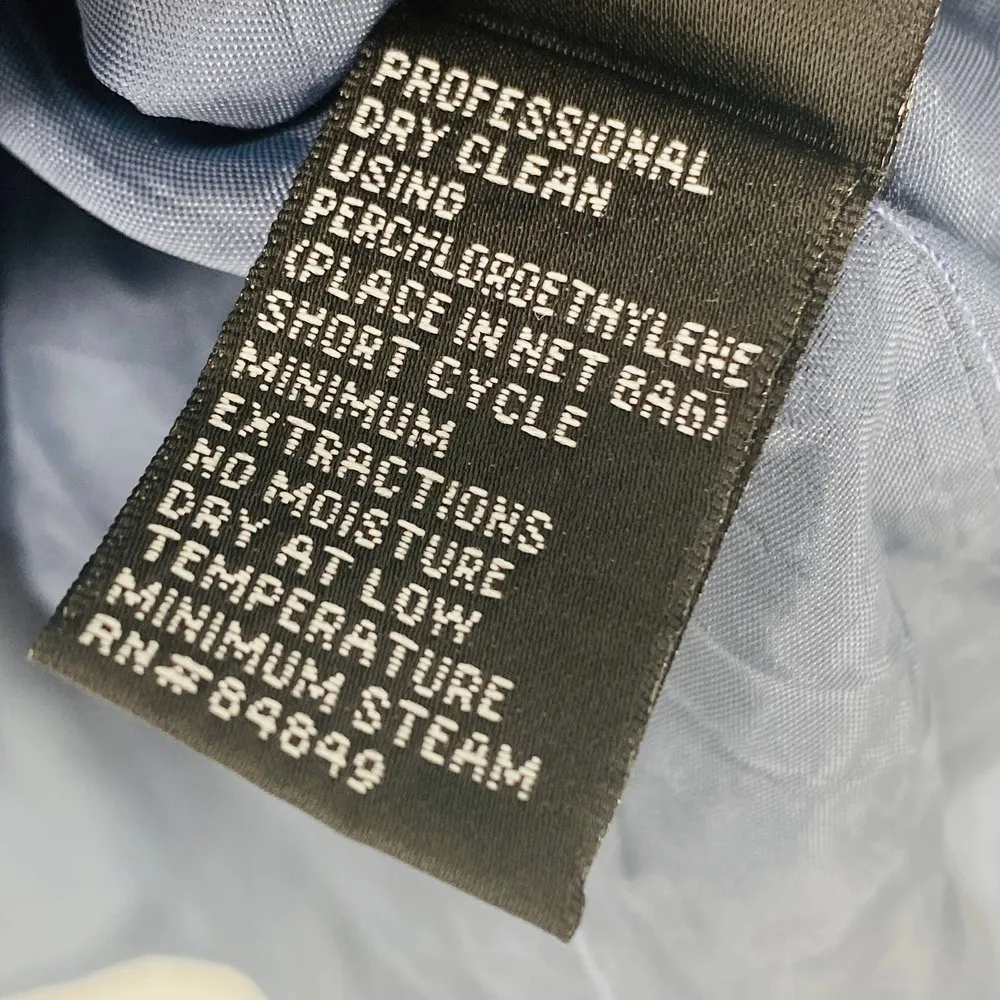 PROFESSIONAL
DRY CLEAN
USING
PERCHLOROETHYLENE
(PLACE IN NET BAG)
SHORT CYCLE
MINIMUM
EXTRACTIONS
NO MOISTURE
DRY AT LOW
TEMPERATURE
MINIMUM STEAM
RN#84849